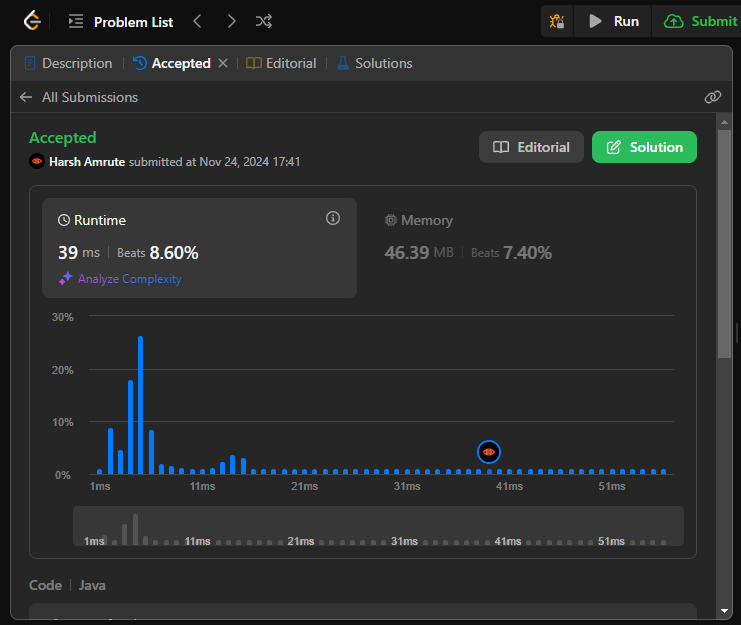 Problem List
Run
Submit
Description
Accepted
Editorial
Solutions
All Submissions
Accepted
Harsh Amrute submitted at Nov 24, 2024 17:41
Editorial
Solution
Runtime
39 ms Beats 8.60%
Analyze Complexity
Memory
46.39 MB Beats 7.40%
30%
20%
10%
0%
1ms 11ms 21ms 31ms 41ms 51ms
1ms 11ms 21ms 31ms 41ms 51ms
Code Java